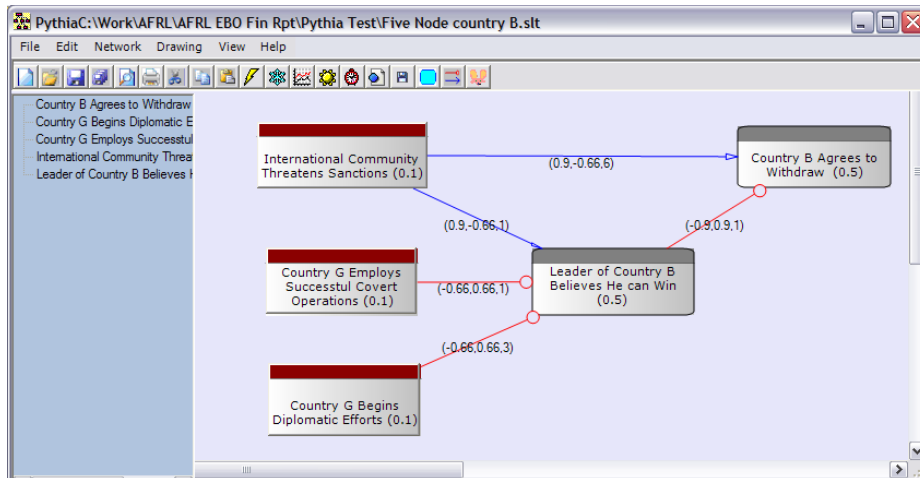 PythiaC:\Work\AFRL\AFRL EBO Fin Rpt\Pythia Test\Five Node country B.slt
File Edit Network Drawing View Help
Country B Agrees to Withdraw
Country G Begins Diplomatic E
Country G Employs Successtul
International Community Threat
Leader of Country B Believes H
International Community
Threatens Sanctions (0.1)
(0.9,-0.66,6)
Country B Agrees to
Withdraw (0.5)
(0.9,-0.66,1)
(-0.9,0.9,1)
Country G Employs
Successtul Covert
Operations (0.1)
(-0.66,0.66,1)
Leader of Country B
Believes He can Win
(0.5)
(-0.66,0.66,3)
Country G Begins
Diplomatic Efforts (0.1)